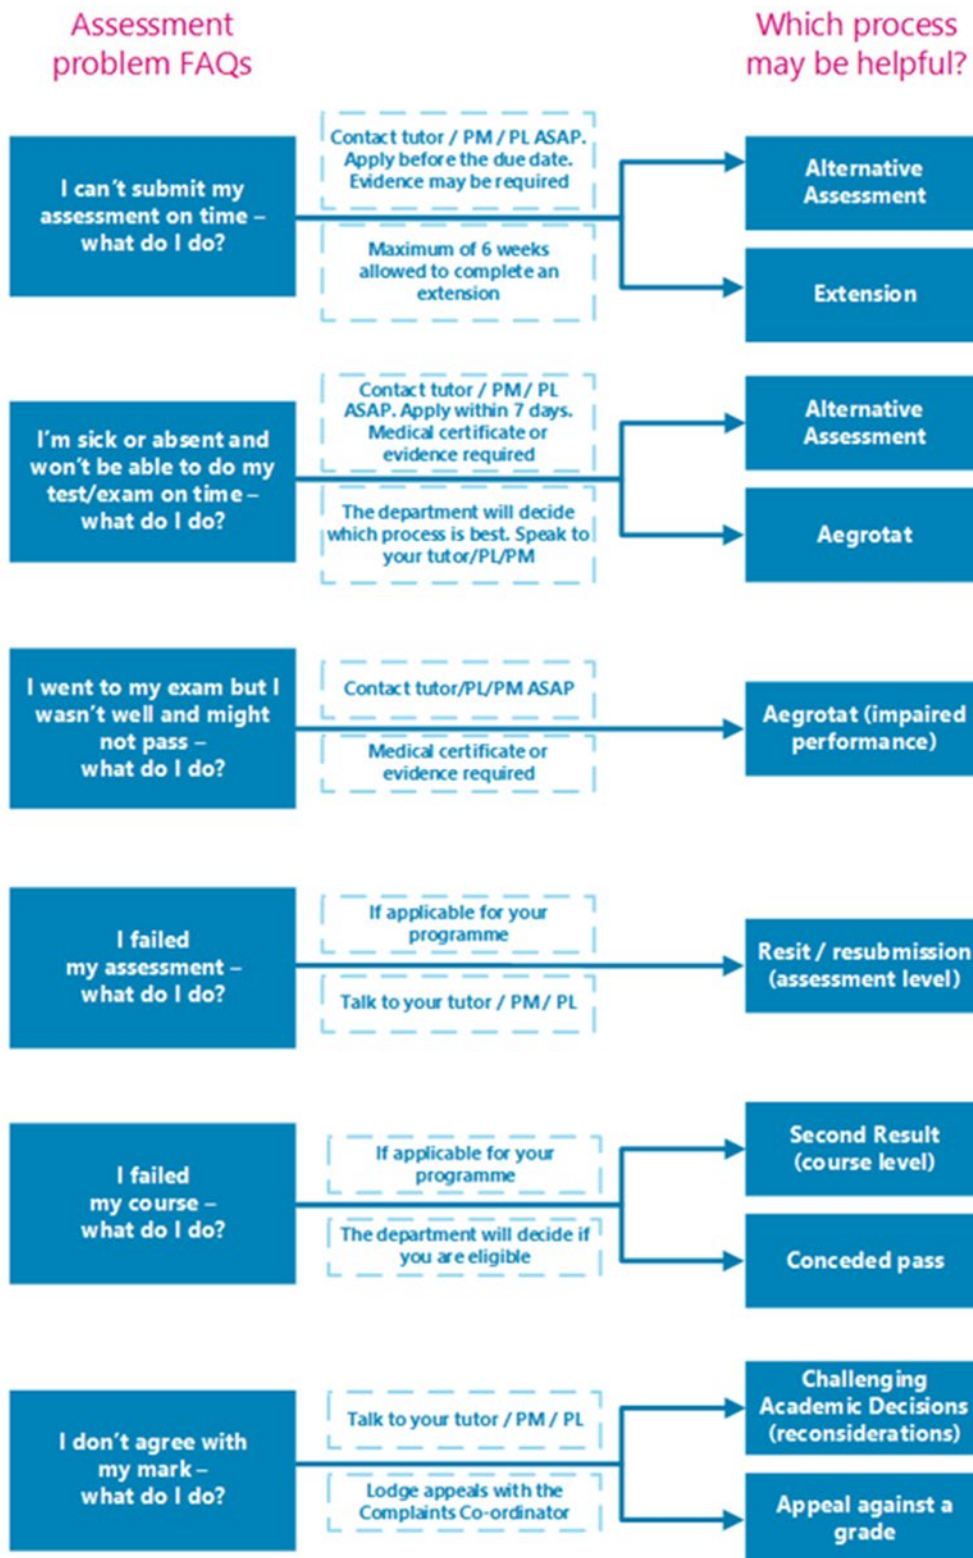 Assessment
problem FAQs
Which process
may be helpful?
I can't submit my
assessment on time –
what do I do?
Contact tutor / PM / PL ASAP.
Apply before the due date.
Evidence may be required
Maximum of 6 weeks
allowed to complete an
extension
Alternative
Assessment
Extension
I'm sick or absent and
won't be able to do my
test/exam on time –
what do I do?
Contact tutor / PM / PL
ASAP. Apply within 7 days.
Medical certificate or
evidence required
The department will decide
which process is best. Speak to
your tutor/PL/PM
Alternative
Assessment
Aegrotat
I went to my exam but I
wasn't well and might
not pass –
what do I do?
Contact tutor/PL/PM ASAP
Medical certificate or
evidence required
Aegrotat (impaired
performance)
I failed
my assessment –
what do I do?
If applicable for your
programme
Talk to your tutor / PM / PL
Resit / resubmission
(assessment level)
I failed
my course –
what do I do?
If applicable for your
programme
The department will decide if
you are eligible
Second Result
(course level)
Conceded pass
I don't agree with
my mark –
what do I do?
Talk to your tutor / PM / PL
Lodge appeals with the
Complaints Co-ordinator
Challenging
Academic Decisions
(reconsiderations)
Appeal against a
grade